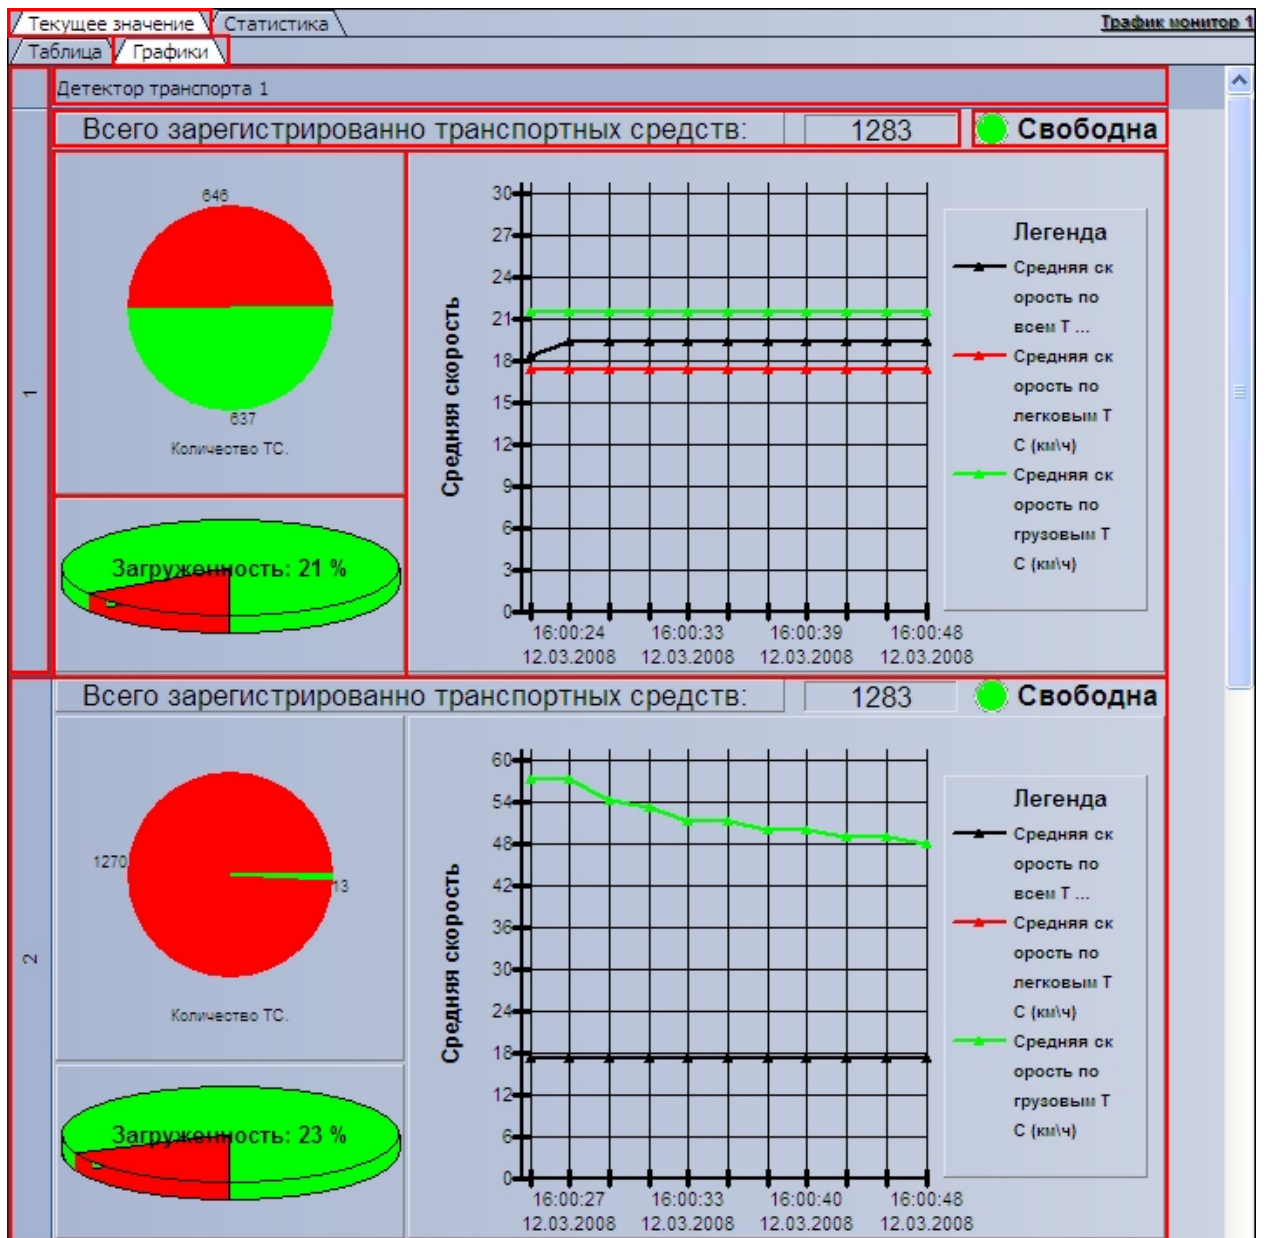 Текущее значение
Статистика
Трафик монитор 1
Таблица
Графики
Детектор транспорта 1
Всего зарегистрированно транспортных средств:
1283
Свободна
1
646
637
Количество ТС.
Загруженность: 21 %
Средняя скорость
30
27
24
21
18
15
12
9
6
3
0
16:00:24
12.03.2008
16:00:33
12.03.2008
16:00:39
12.03.2008
16:00:48
12.03.2008
Легенда
Средняя ск
орость по
всем Т ...
Средняя ск
орость по
легковым Т
С (км\ч)
Средняя ск
орость по
грузовым Т
С (км\ч)
2
Всего зарегистрированно транспортных средств:
1283
Свободна
1270
13
Количество ТС.
Загруженность: 23 %
Средняя скорость
60
54
48
42
36
30
24
18
12
6
0
16:00:27
12.03.2008
16:00:33
12.03.2008
16:00:40
12.03.2008
16:00:48
12.03.2008
Легенда
Средняя ск
орость по
всем Т ...
Средняя ск
орость по
легковым Т
С (км\ч)
Средняя ск
орость по
грузовым Т
С (км\ч)